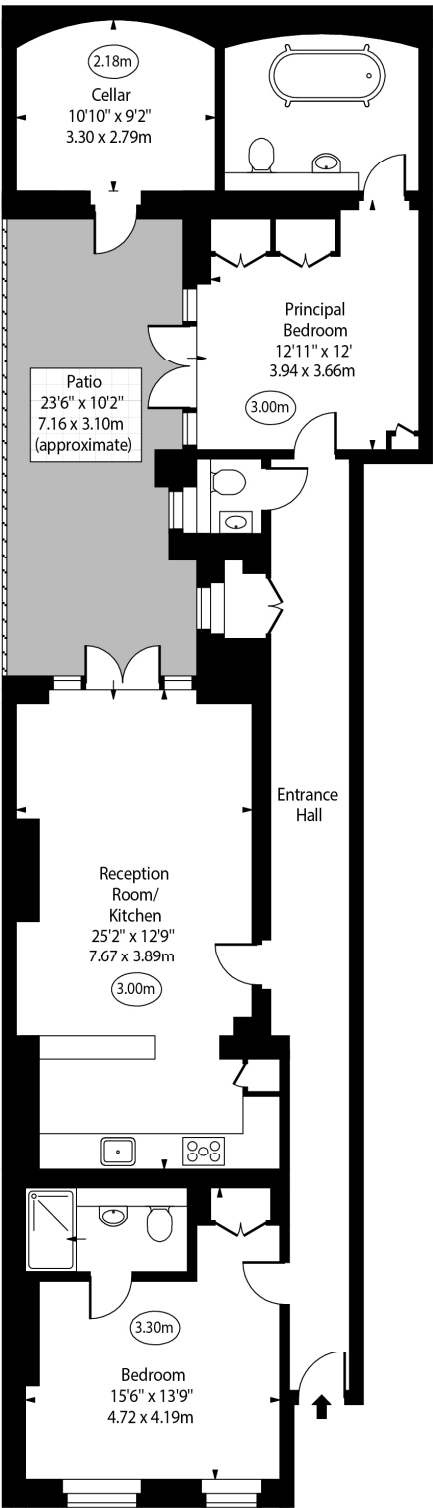 2.18m
Cellar
10'10" x 9'2"
3.30 x 2.79m
Principal
Bedroom
12'11" x 12'
3.94 x 3.66m
3.00m
Patio
23'6" x 10'2"
7.16 x 3.10m
(approximate)
Entrance
Hall
Reception
Room/
Kitchen
25'2" x 12'9"
7.67 x 3.89m
3.00m
3.30m
Bedroom
15'6" x 13'9"
4.72 x 4.19m